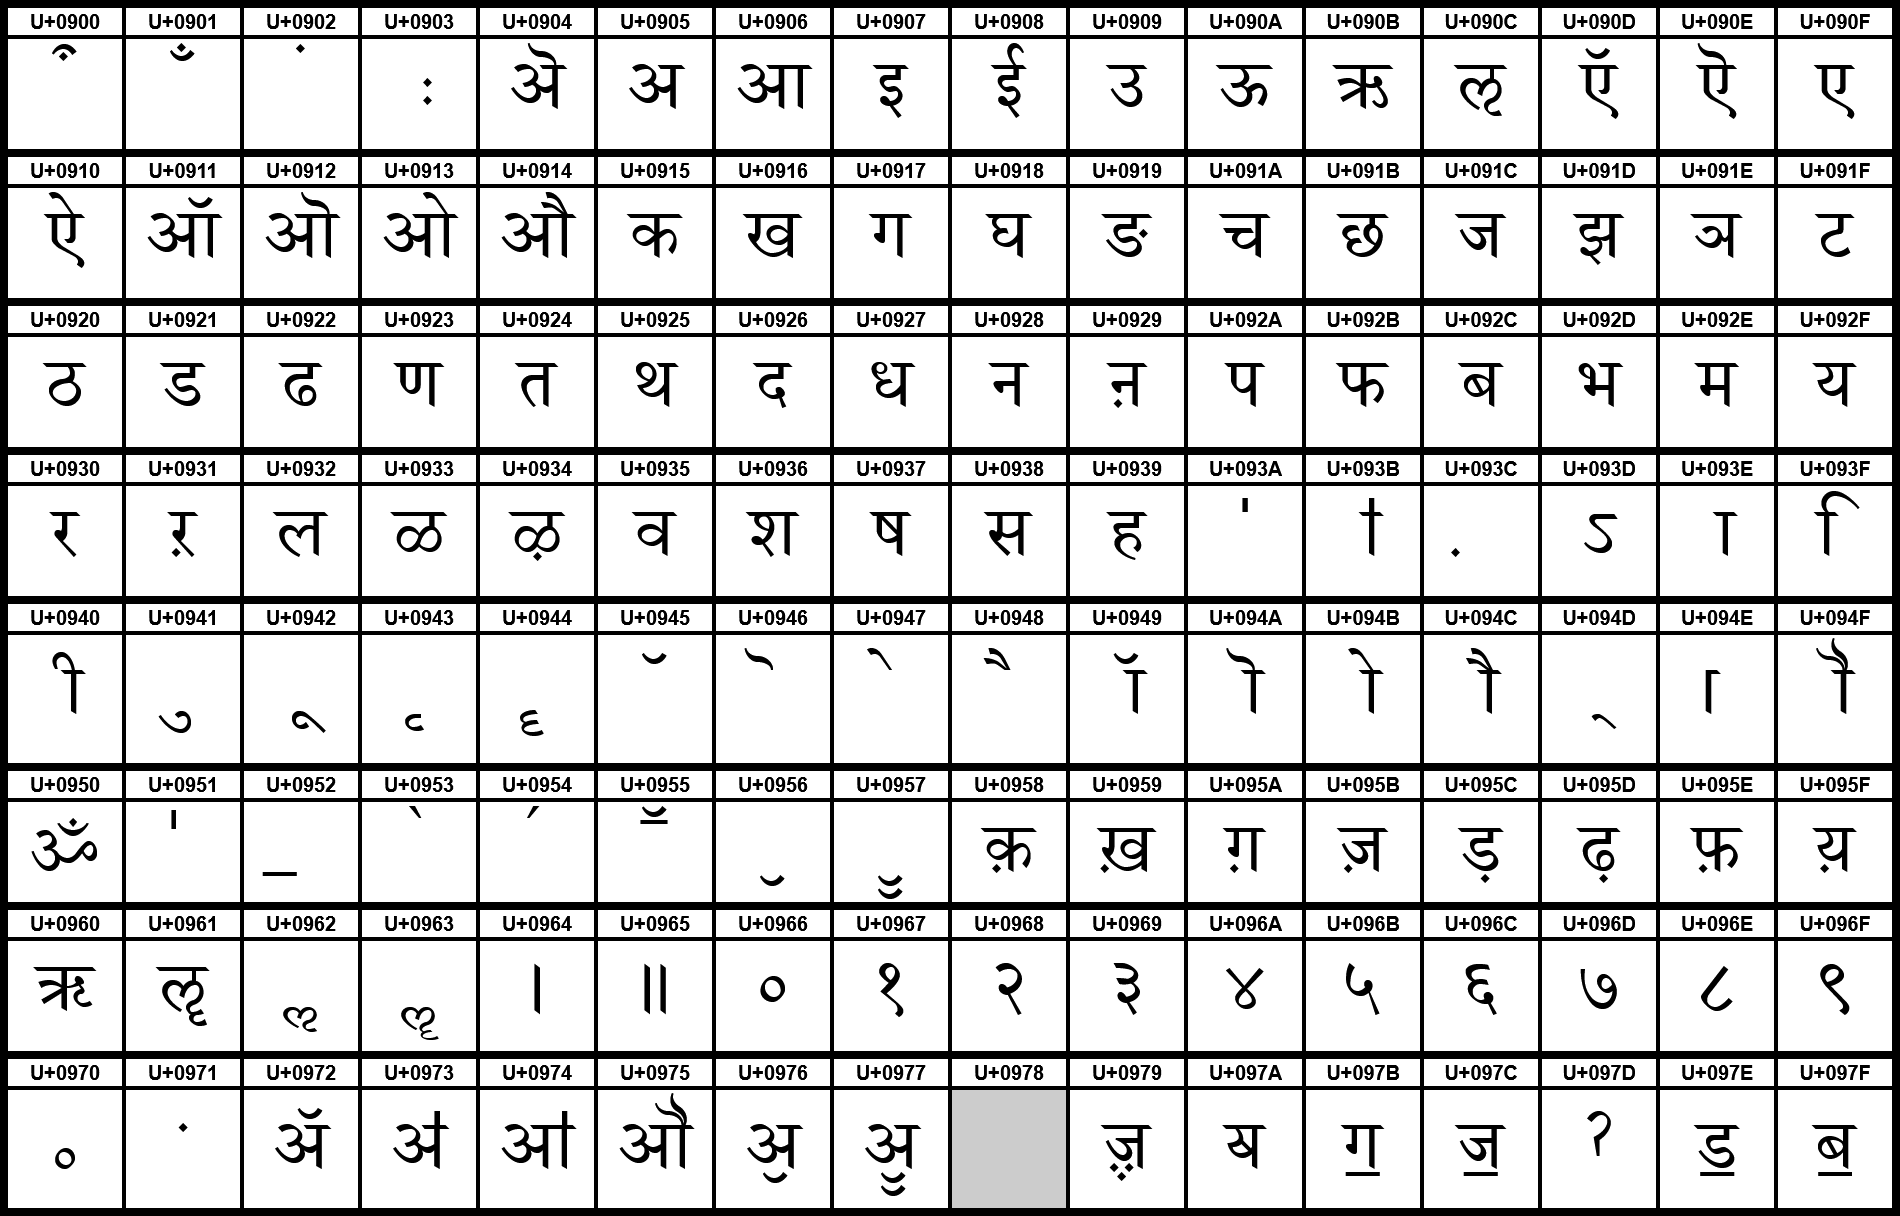 U+0900 U+0901 U+0902 U+0903 U+0904 U+0905 U+0906 U+0907 U+0908 U+0909 U+090A U+090B U+090C U+090D U+090E U+090F
ऀ ँ ं ः ऄ अ आ इ ई उ ऊ ऋ ऌ ऍ ऎ ए
U+0910 U+0911 U+0912 U+0913 U+0914 U+0915 U+0916 U+0917 U+0918 U+0919 U+091A U+091B U+091C U+091D U+091E U+091F
ऐ ऑ ऒ ओ औ क ख ग घ ङ च छ ज झ ञ ट
U+0920 U+0921 U+0922 U+0923 U+0924 U+0925 U+0926 U+0927 U+0928 U+0929 U+092A U+092B U+092C U+092D U+092E U+092F
ठ ड ढ ण त थ द ध न ऩ प फ ब भ म य
U+0930 U+0931 U+0932 U+0933 U+0934 U+0935 U+0936 U+0937 U+0938 U+0939 U+093A U+093B U+093C U+093D U+093E U+093F
र ऱ ल ळ ऴ व श ष स ह ऺ ऻ ़ ऽ ा ि
U+0940 U+0941 U+0942 U+0943 U+0944 U+0945 U+0946 U+0947 U+0948 U+0949 U+094A U+094B U+094C U+094D U+094E U+094F
ी ु ू ृ ॄ ॅ ॆ े ै ॉ ॊ ो ौ ् ॎ ॏ
U+0950 U+0951 U+0952 U+0953 U+0954 U+0955 U+0956 U+0957 U+0958 U+0959 U+095A U+095B U+095C U+095D U+095E U+095F
ॐ ॑ ॒ ॓ ॔ ॕ ॖ ॗ क़ ख़ ग़ ज़ ड़ ढ़ फ़ य़
U+0960 U+0961 U+0962 U+0963 U+0964 U+0965 U+0966 U+0967 U+0968 U+0969 U+096A U+096B U+096C U+096D U+096E U+096F
ॠ ॡ ॢ ॣ । ॥ ० १ २ ३ ४ ५ ६ ७ ८ ९
U+0970 U+0971 U+0972 U+0973 U+0974 U+0975 U+0976 U+0977 U+0978 U+0979 U+097A U+097B U+097C U+097D U+097E U+097F
॰ ॱ ॲ ॳ ॴ ॵ ॶ ॷ ॹ ॺ ॻ ॼ ॽ ॾ ॿ